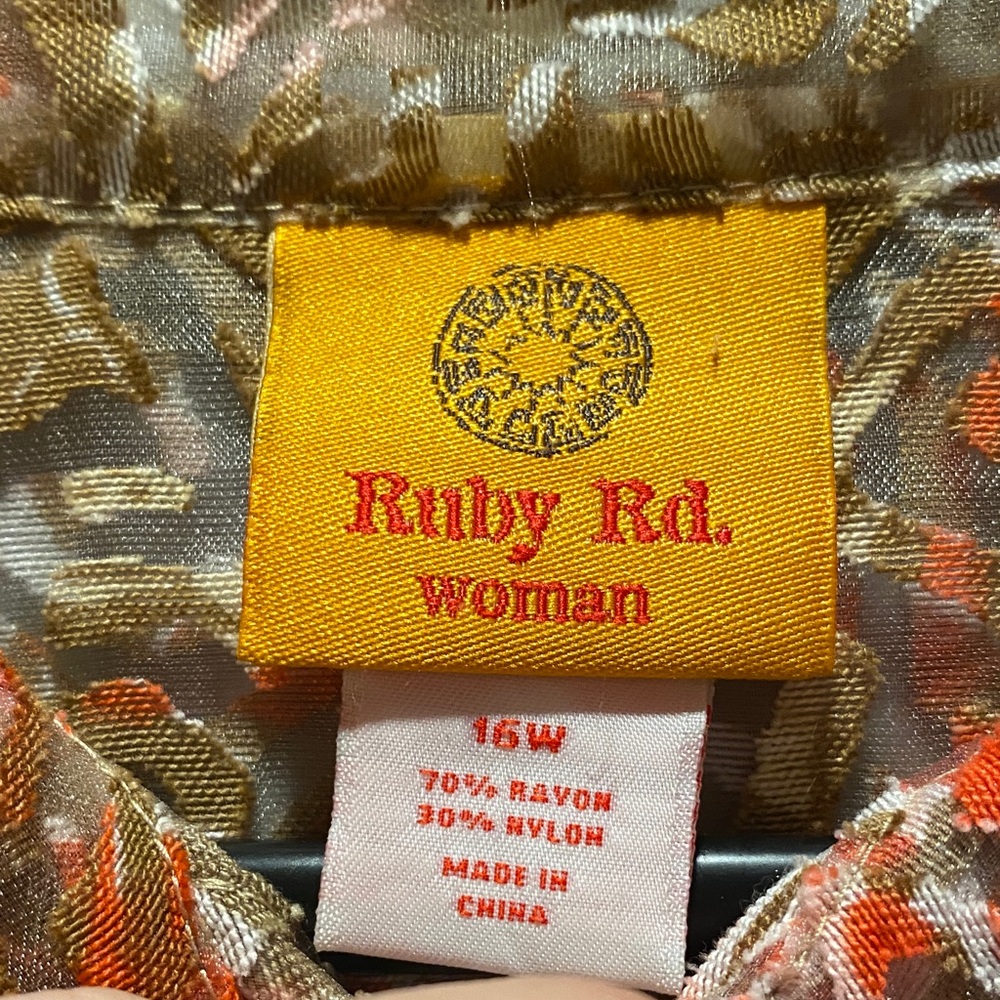 Ruby Rd.
woman
16W
70% RAYON
30% NYLON
MADE IN
CHINA